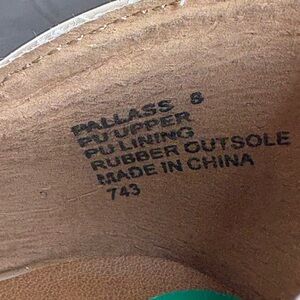 PALLASS 8
PU UPPER
PU LINING
RUBBER OUTSOLE
MADE IN CHINA
743